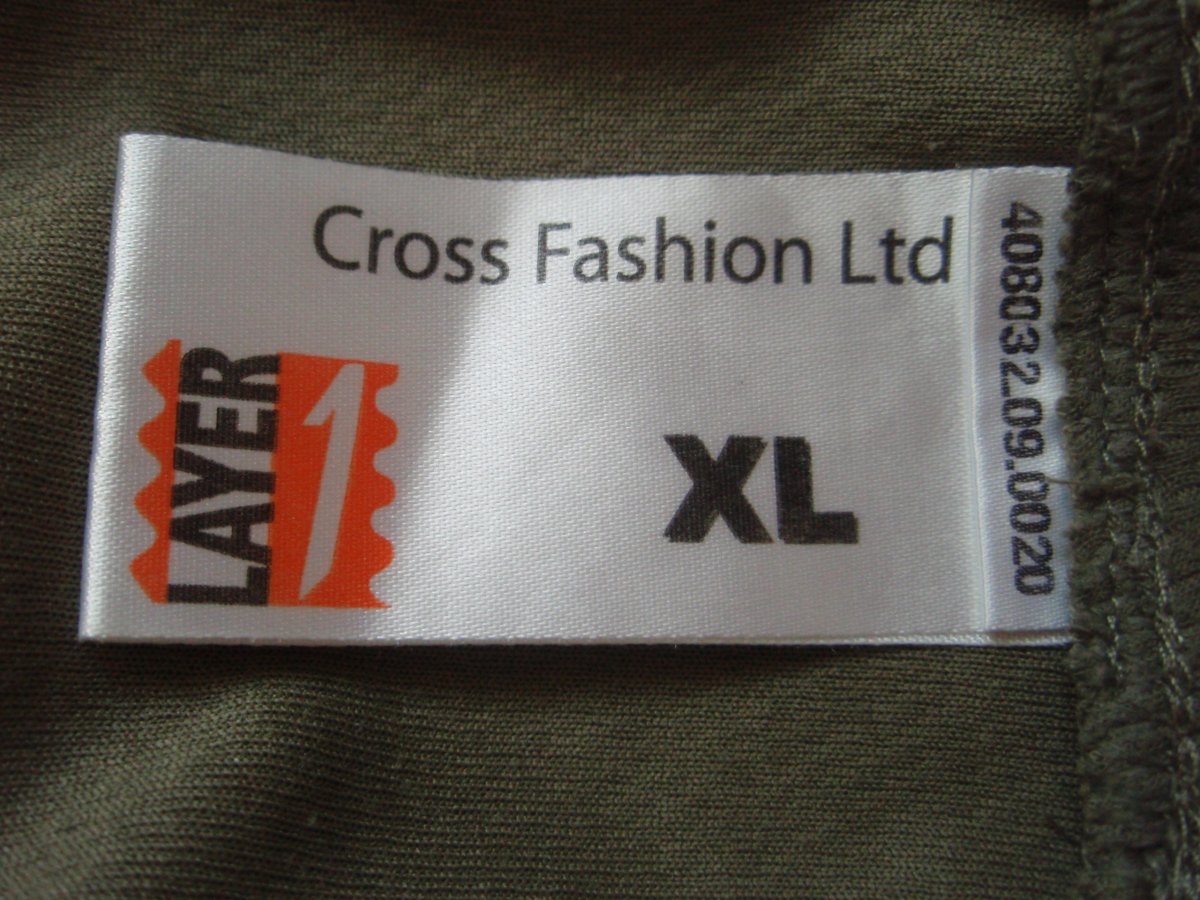 Cross Fashion Ltd
LAYER 1
XL
408032.09.0020